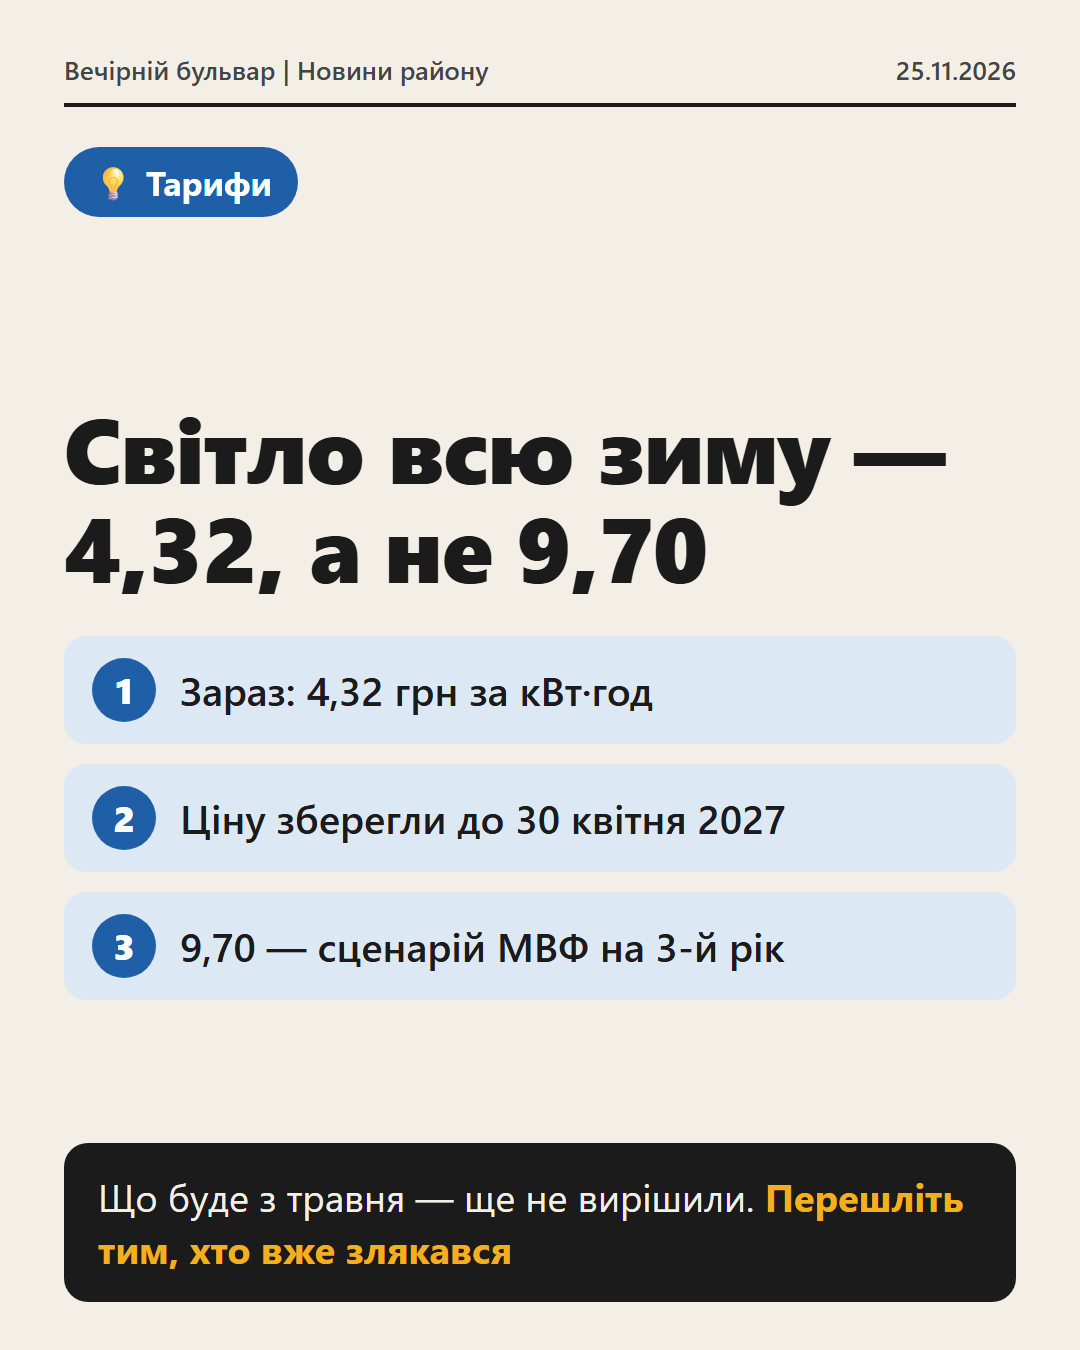 Вечірній бульвар | Новини району
25.11.2026
💡 Тарифи
Світло всю зиму —
4,32, а не 9,70
1 Зараз: 4,32 грн за кВт·год
2 Ціну зберегли до 30 квітня 2027
3 9,70 — сценарій МВФ на 3-й рік
Що буде з травня — ще не вирішили. Перешліть
тим, хто вже злякався